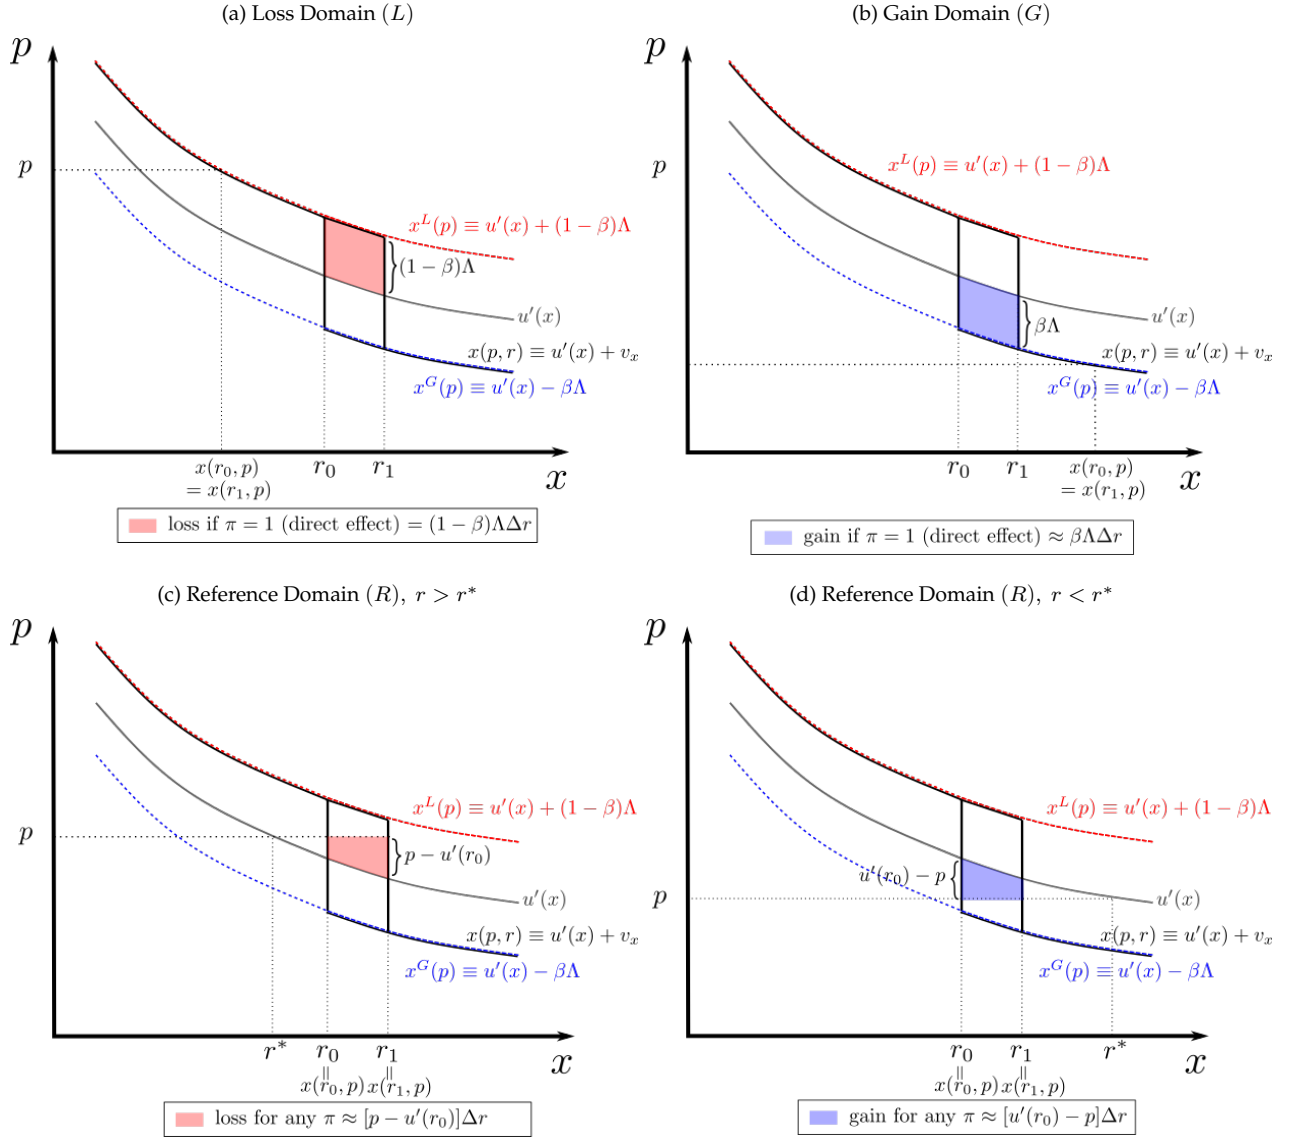 (a) Loss Domain (L)
p
p
x^L(p) ≡ u′(x) + (1 − β)Λ
(1 − β)Λ
u′(x)
x(p, r) ≡ u′(x) + v_x
x^G(p) ≡ u′(x) − βΛ
x(r_0, p)
= x(r_1, p)
r_0
r_1
x
loss if π = 1 (direct effect) = (1 − β)ΛΔr
(b) Gain Domain (G)
p
p
x^L(p) ≡ u′(x) + (1 − β)Λ
u′(x)
βΛ
x(p, r) ≡ u′(x) + v_x
x^G(p) ≡ u′(x) − βΛ
r_0
r_1
x(r_0, p)
= x(r_1, p)
x
gain if π = 1 (direct effect) ≈ βΛΔr
(c) Reference Domain (R), r > r*
p
p
x^L(p) ≡ u′(x) + (1 − β)Λ
p − u′(r_0)
u′(x)
x(p, r) ≡ u′(x) + v_x
x^G(p) ≡ u′(x) − βΛ
r*
r_0
r_1
x
=
=
x(r_0, p)
x(r_1, p)
loss for any π ≈ [p − u′(r_0)]Δr
(d) Reference Domain (R), r < r*
p
x^L(p) ≡ u′(x) + (1 − β)Λ
u′(r_0) − p
p
u′(x)
x(p, r) ≡ u′(x) + v_x
x^G(p) ≡ u′(x) − βΛ
r_0
r_1
r*
x
=
=
x(r_0, p)
x(r_1, p)
gain for any π ≈ [u′(r_0) − p]Δr